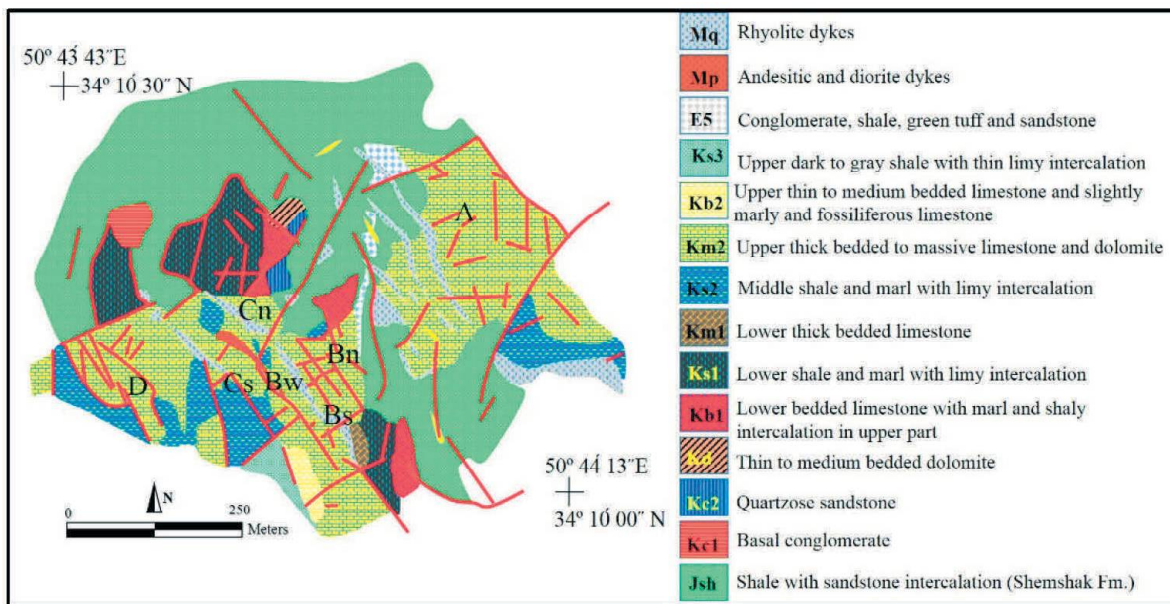 50º 43′ 43″E
34º 10′ 30″ N
A
Cn
Bn
D
Cs
Bw
Bs
50º 44′ 13″E
34º 10′ 00″ N
N
0
250
Meters
Mq Rhyolite dykes
Mp Andesitic and diorite dykes
E5 Conglomerate, shale, green tuff and sandstone
Ks3 Upper dark to gray shale with thin limy intercalation
Kb2 Upper thin to medium bedded limestone and slightly
marly and fossiliferous limestone
Km2 Upper thick bedded to massive limestone and dolomite
Ks2 Middle shale and marl with limy intercalation
Km1 Lower thick bedded limestone
Ks1 Lower shale and marl with limy intercalation
Kb1 Lower bedded limestone with marl and shaly
intercalation in upper part
Kd Thin to medium bedded dolomite
Kc2 Quartzose sandstone
Kc1 Basal conglomerate
Jsh Shale with sandstone intercalation (Shemshak Fm.)